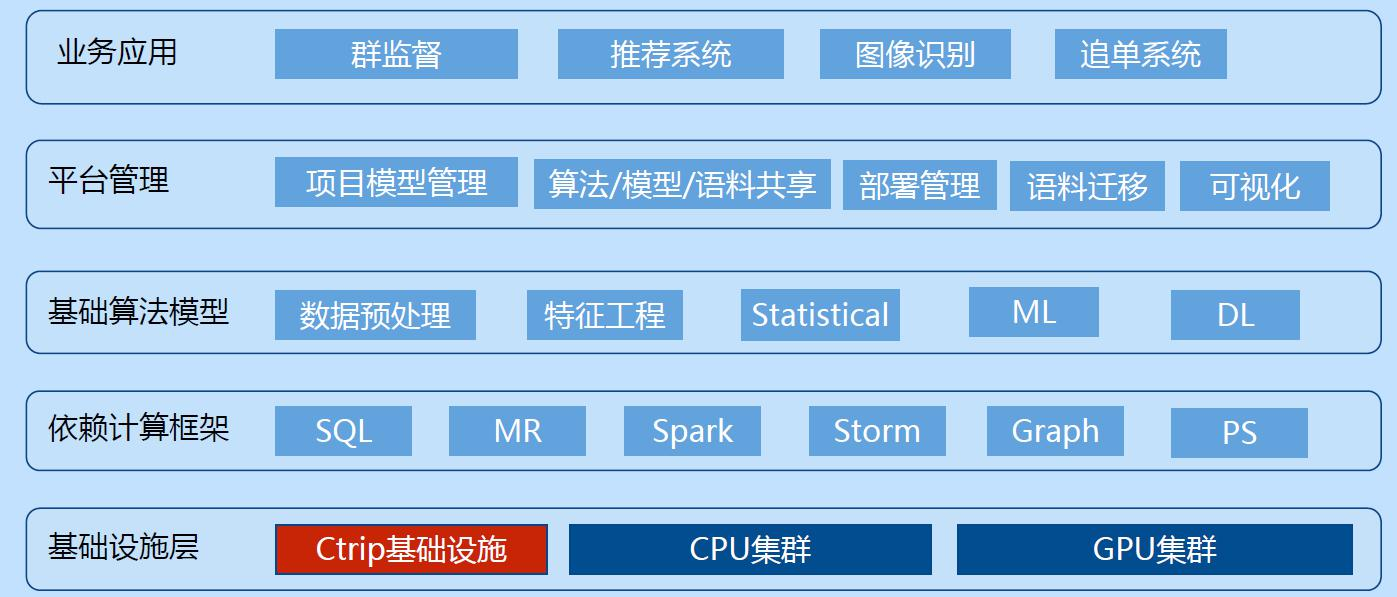 业务应用 群监督 推荐系统 图像识别 追单系统
平台管理 项目模型管理 算法/模型/语料共享 部署管理 语料迁移 可视化
基础算法模型 数据预处理 特征工程 Statistical ML DL
依赖计算框架 SQL MR Spark Storm Graph PS
基础设施层 Ctrip基础设施 CPU集群 GPU集群